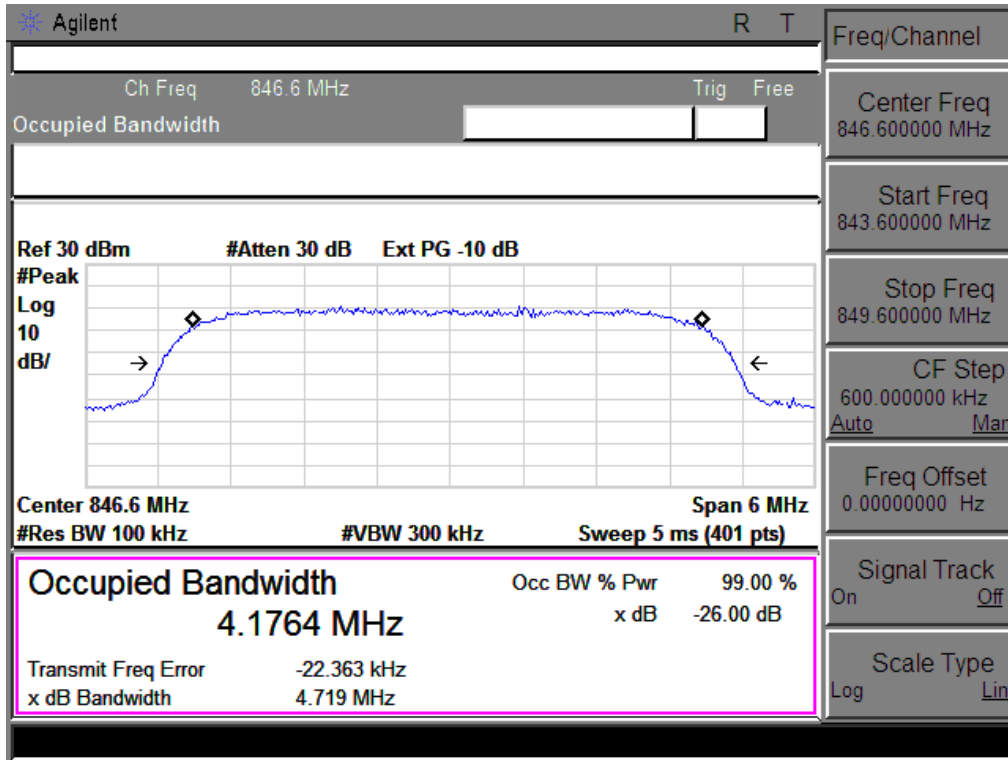 Agilent R T
Ch Freq 846.6 MHz Trig Free
Occupied Bandwidth
Ref 30 dBm #Atten 30 dB Ext PG -10 dB
#Peak
Log
10
dB/
Center 846.6 MHz Span 6 MHz
#Res BW 100 kHz #VBW 300 kHz Sweep 5 ms (401 pts)
Occupied Bandwidth Occ BW % Pwr 99.00 %
4.1764 MHz x dB -26.00 dB
Transmit Freq Error -22.363 kHz
x dB Bandwidth 4.719 MHz
Freq/Channel
Center Freq
846.600000 MHz
Start Freq
843.600000 MHz
Stop Freq
849.600000 MHz
CF Step
600.000000 kHz
Auto Man
Freq Offset
0.00000000 Hz
Signal Track
On Off
Scale Type
Log Lin